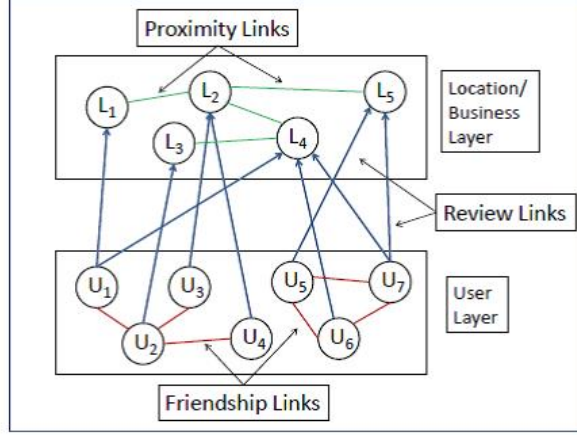 Proximity Links
L1
L2
L5
L3
L4
Location/
Business
Layer
Review Links
U1
U3
U5
U7
U2
U4
U6
User
Layer
Friendship Links